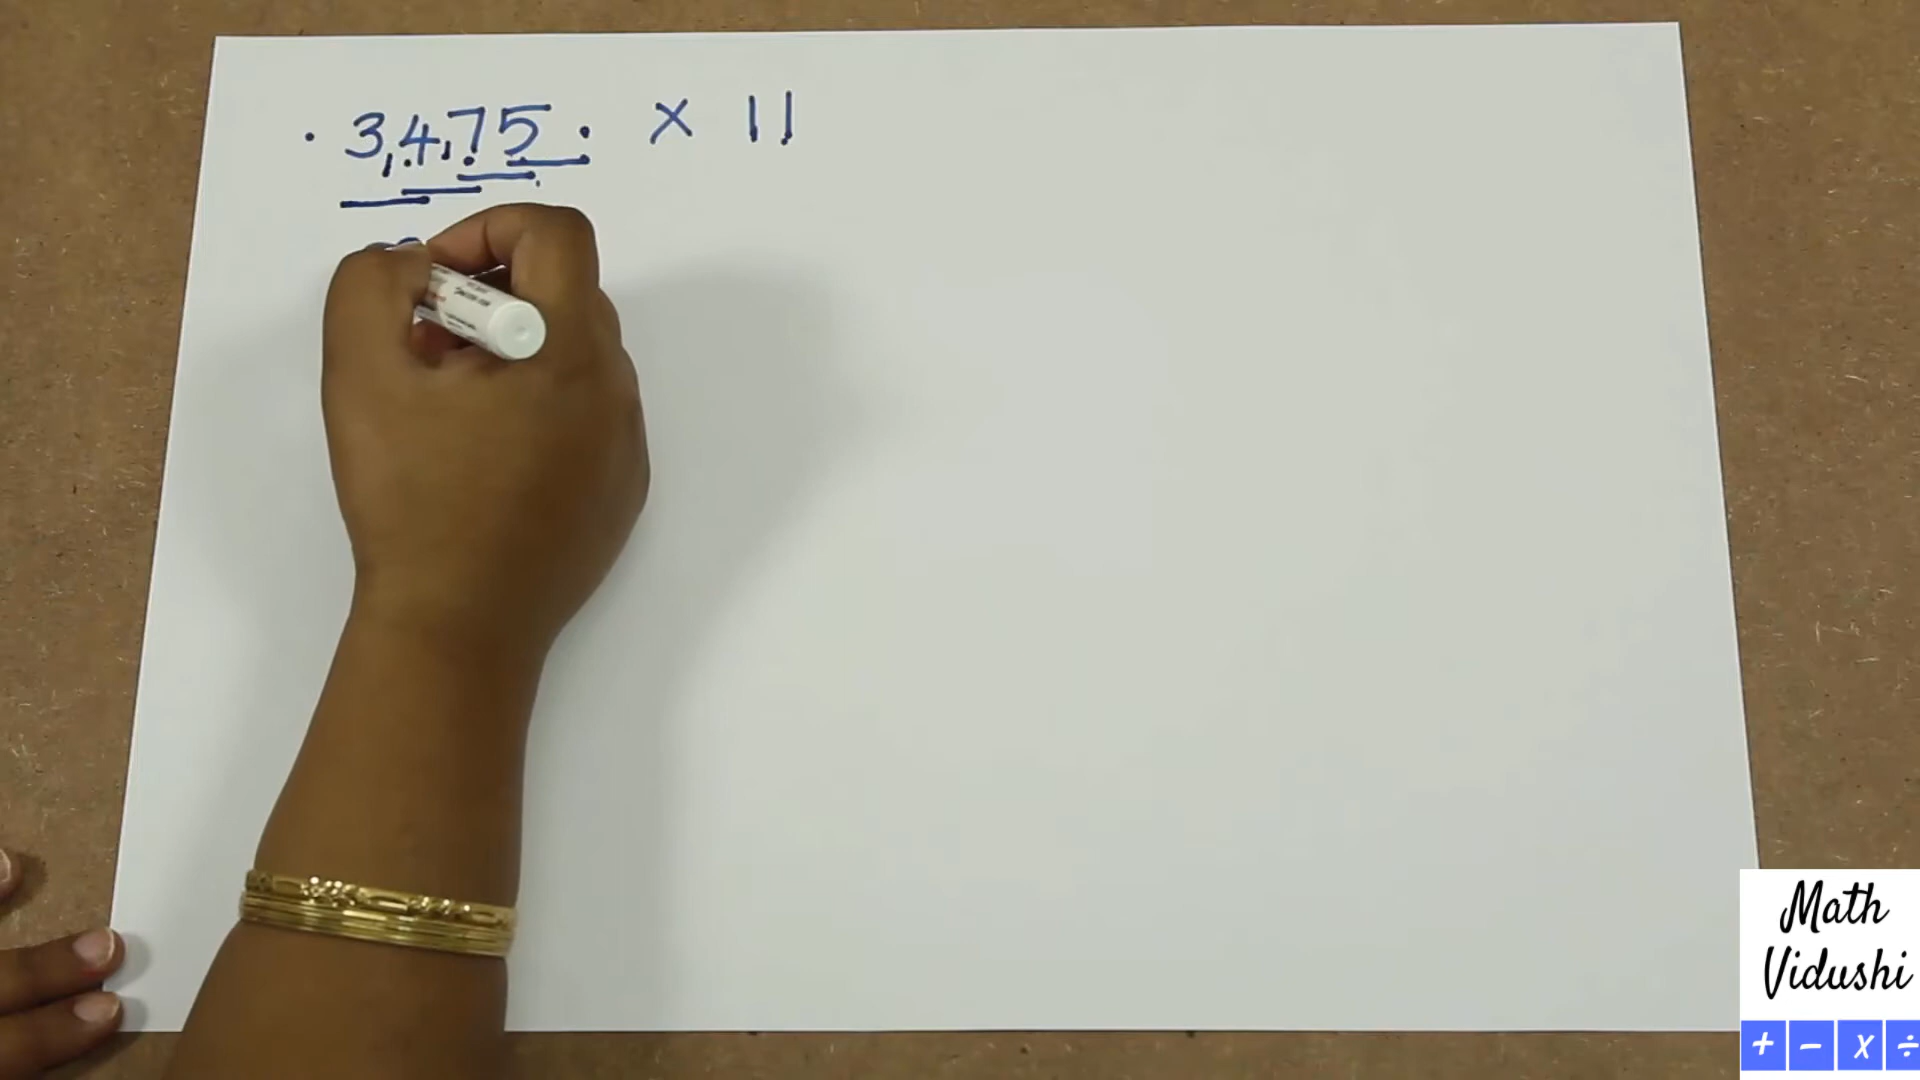 · 3475 · × 11
Math
Vidushi
+ − x ÷